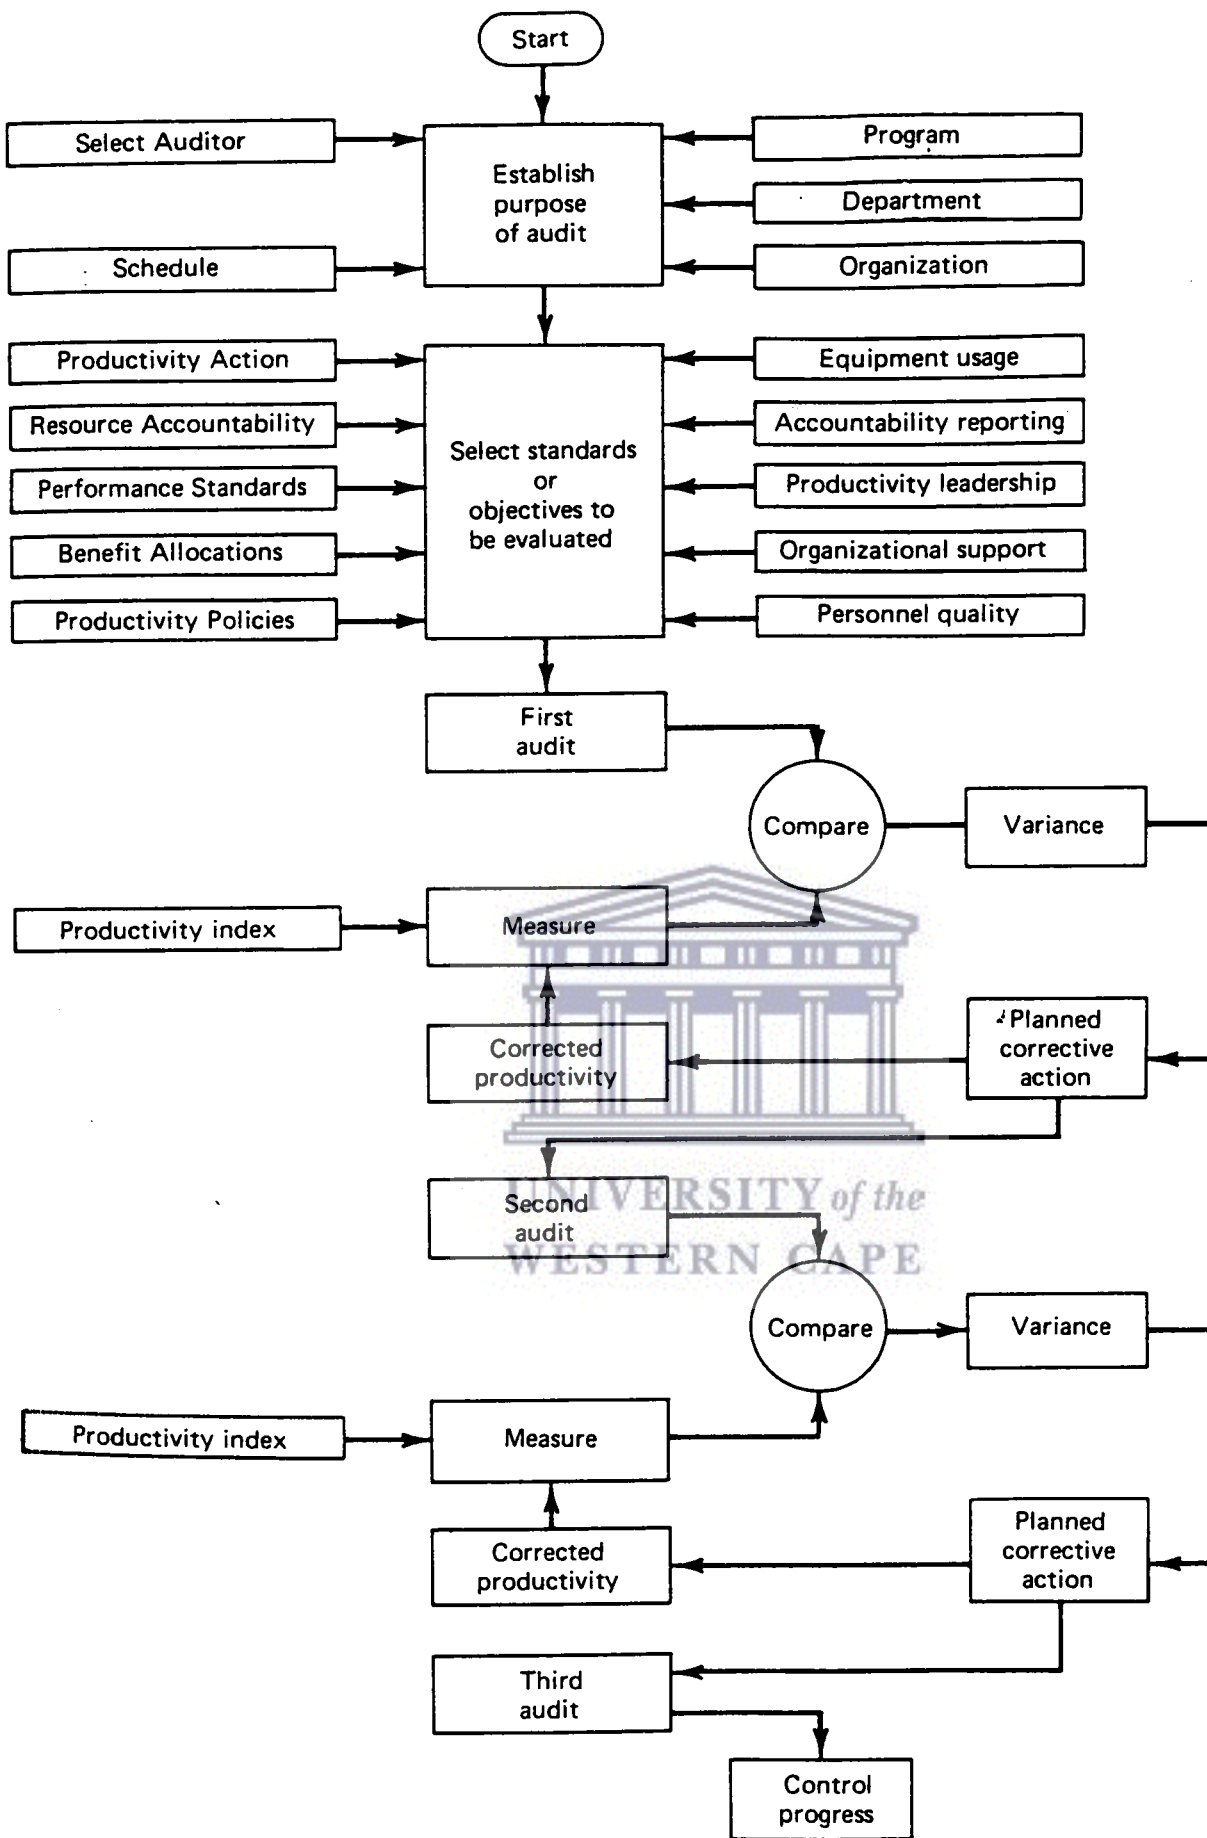 Start
Select Auditor
Program
Establish
purpose
of audit
Department
Schedule
Organization
Productivity Action
Equipment usage
Resource Accountability
Accountability reporting
Select standards
or
objectives to
be evaluated
Performance Standards
Productivity leadership
Benefit Allocations
Organizational support
Productivity Policies
Personnel quality
First
audit
Compare
Variance
Productivity index
Measure
Planned
corrective
action
Corrected
productivity
UNIVERSITY of the
WESTERN CAPE
Second
audit
Compare
Variance
Productivity index
Measure
Planned
corrective
action
Corrected
productivity
Third
audit
Control
progress